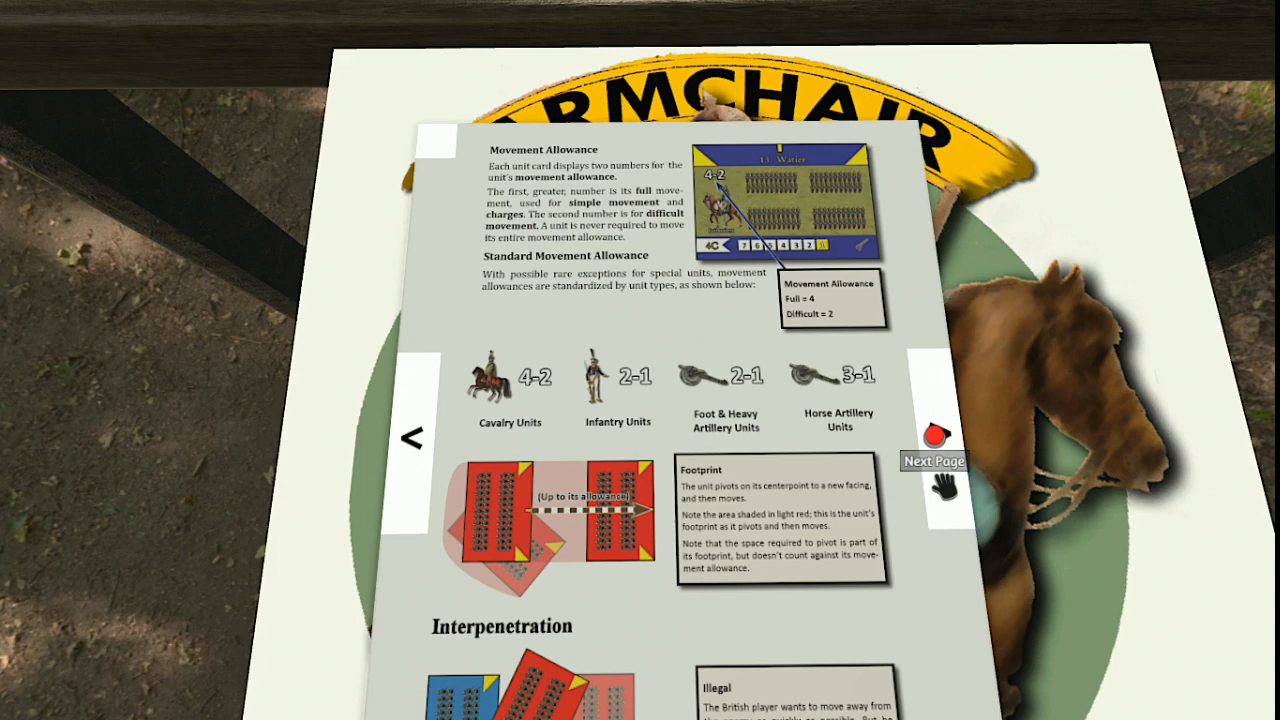 ARMCHAIR
Movement Allowance
Each unit card displays two numbers for the
unit's movement allowance.
The first, greater, number is its full move-
ment, used for simple movement and
charges. The second number is for difficult
movement. A unit is never required to move
its entire movement allowance.
13. Watier
4-2
4C
7 6 5 4 3 2 1
Standard Movement Allowance
With possible rare exceptions for special units, movement
allowances are standardized by unit types, as shown below:
Movement Allowance
Full = 4
Difficult = 2
4-2
2-1
2-1
3-1
Cavalry Units
Infantry Units
Foot & Heavy
Artillery Units
Horse Artillery
Units
<
Next Page
(Up to its allowance)
Footprint
The unit pivots on its centerpoint to a new facing,
and then moves.
Note the area shaded in light red; this is the unit's
footprint as it pivots and then moves.
Note that the space required to pivot is part of
its footprint, but doesn't count against its move-
ment allowance.
Interpenetration
Illegal
The British player wants to move away from